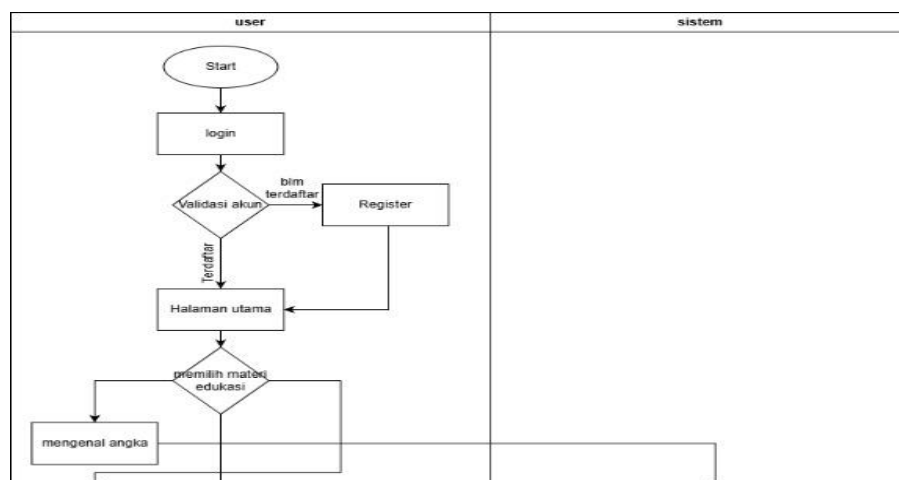 user
sistem
Start
login
Validasi akun
blm
terdaftar
Register
Terdaftar
Halaman utama
memilih materi
edukasi
mengenal angka